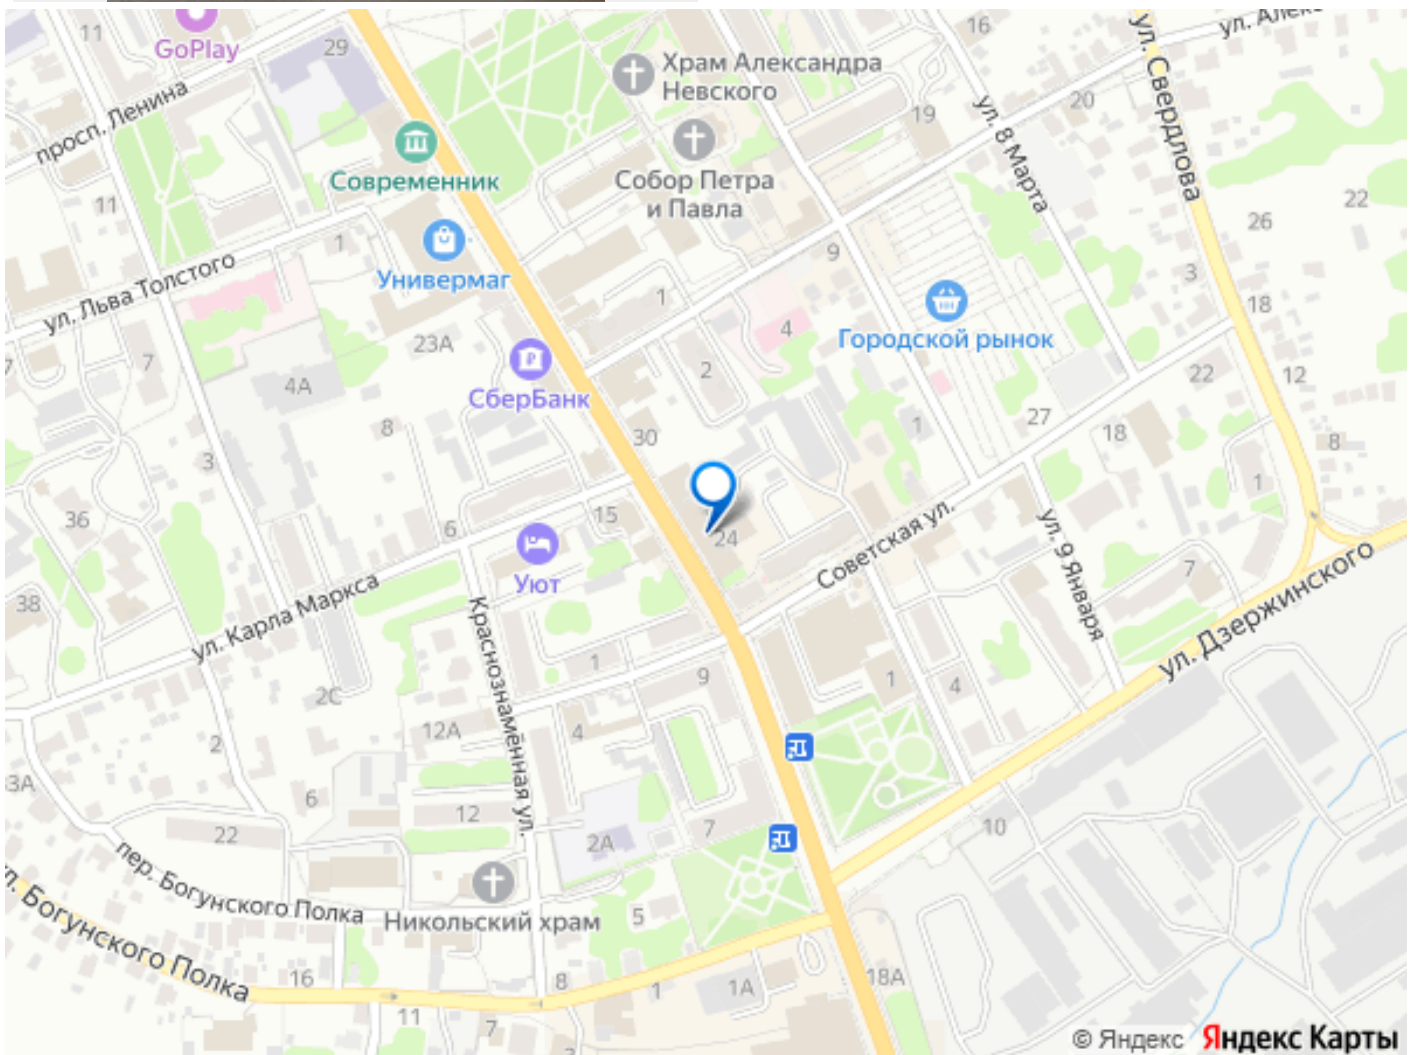 11
GoPlay
29
16
ул. Алекс
просп. Ленина
Храм Александра
Невского
ул. Свердлова
20
19
ул. 8 Марта
Современник
Собор Петра
и Павла
11
22
26
1
Универмаг
9
3
ул. Льва Толстого
1
18
4
Городской рынок
7
7
23А
СберБанк
2
4А
22
12
8
30
1
27
18
8
3
1
36
6
15
24
Советская ул.
ул. 9 Января
Уют
7
38
ул. Карла Маркса
Краснознамённая ул.
ул. Дзержинского
1
9
1
4
2С
12А
4
2
3А
6
12
7
10
22
2А
пер. Богунского Полка
Никольский храм
5
ул. Богунского Полка
16
8
1
1А
18А
11
7
© Яндекс Яндекс Карты